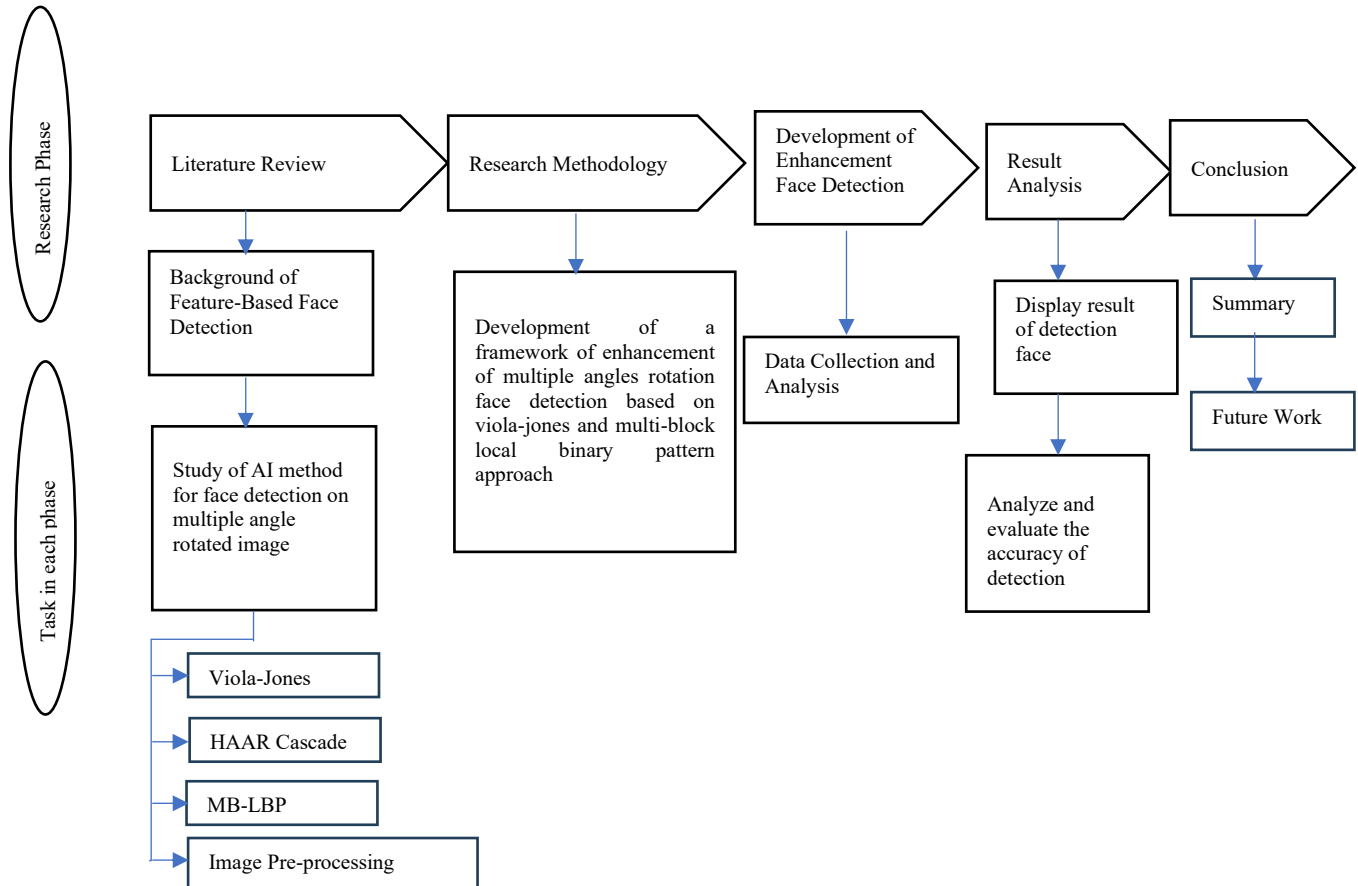 Research Phase
Literature Review
Research Methodology
Development of
Enhancement
Face Detection
Result
Analysis
Conclusion
Task in each phase
Background of
Feature-Based Face
Detection
Study of AI method
for face detection on
multiple angle
rotated image
Viola-Jones
HAAR Cascade
MB-LBP
Image Pre-processing
Development of a
framework of enhancement
of multiple angles rotation
face detection based on
viola-jones and multi-block
local binary pattern
approach
Data Collection and
Analysis
Display result
of detection
face
Analyze and
evaluate the
accuracy of
detection
Summary
Future Work